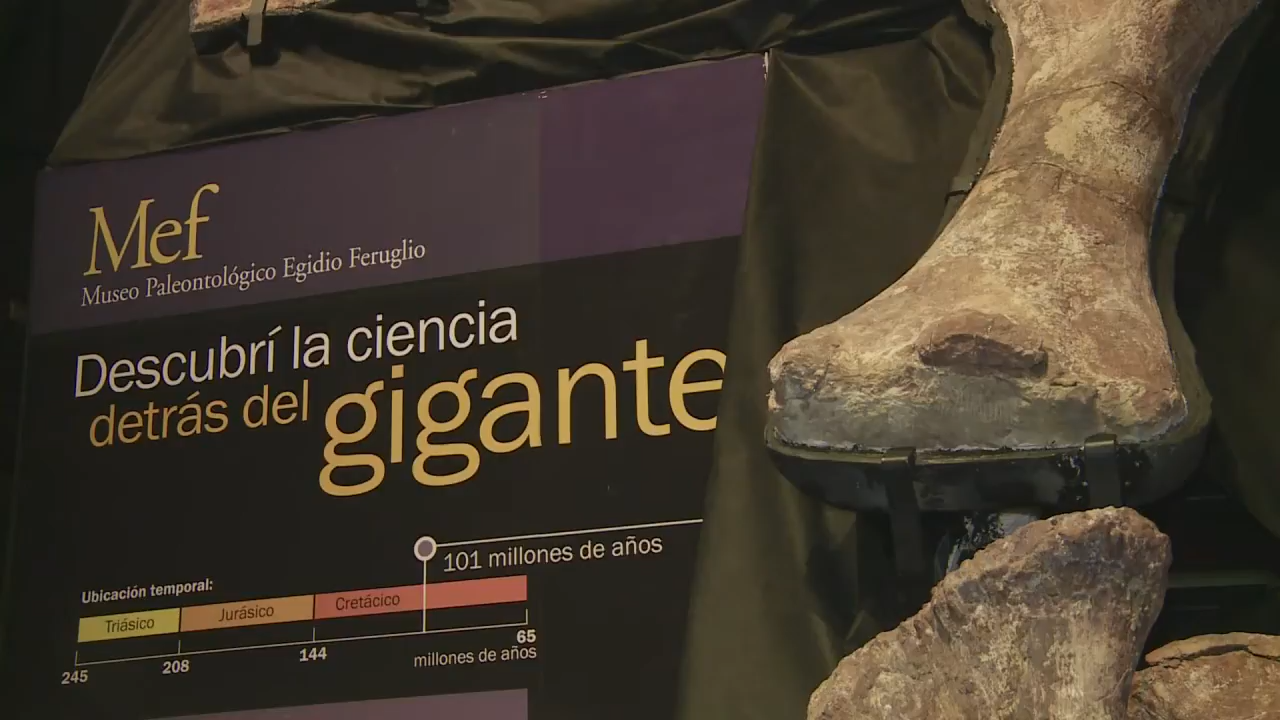 Mef
Museo Paleontológico Egidio Feruglio
Descubrí la ciencia
detrás del gigante
101 millones de años
Ubicación temporal:
Triásico Jurásico Cretácico
245 208 144 65
millones de años